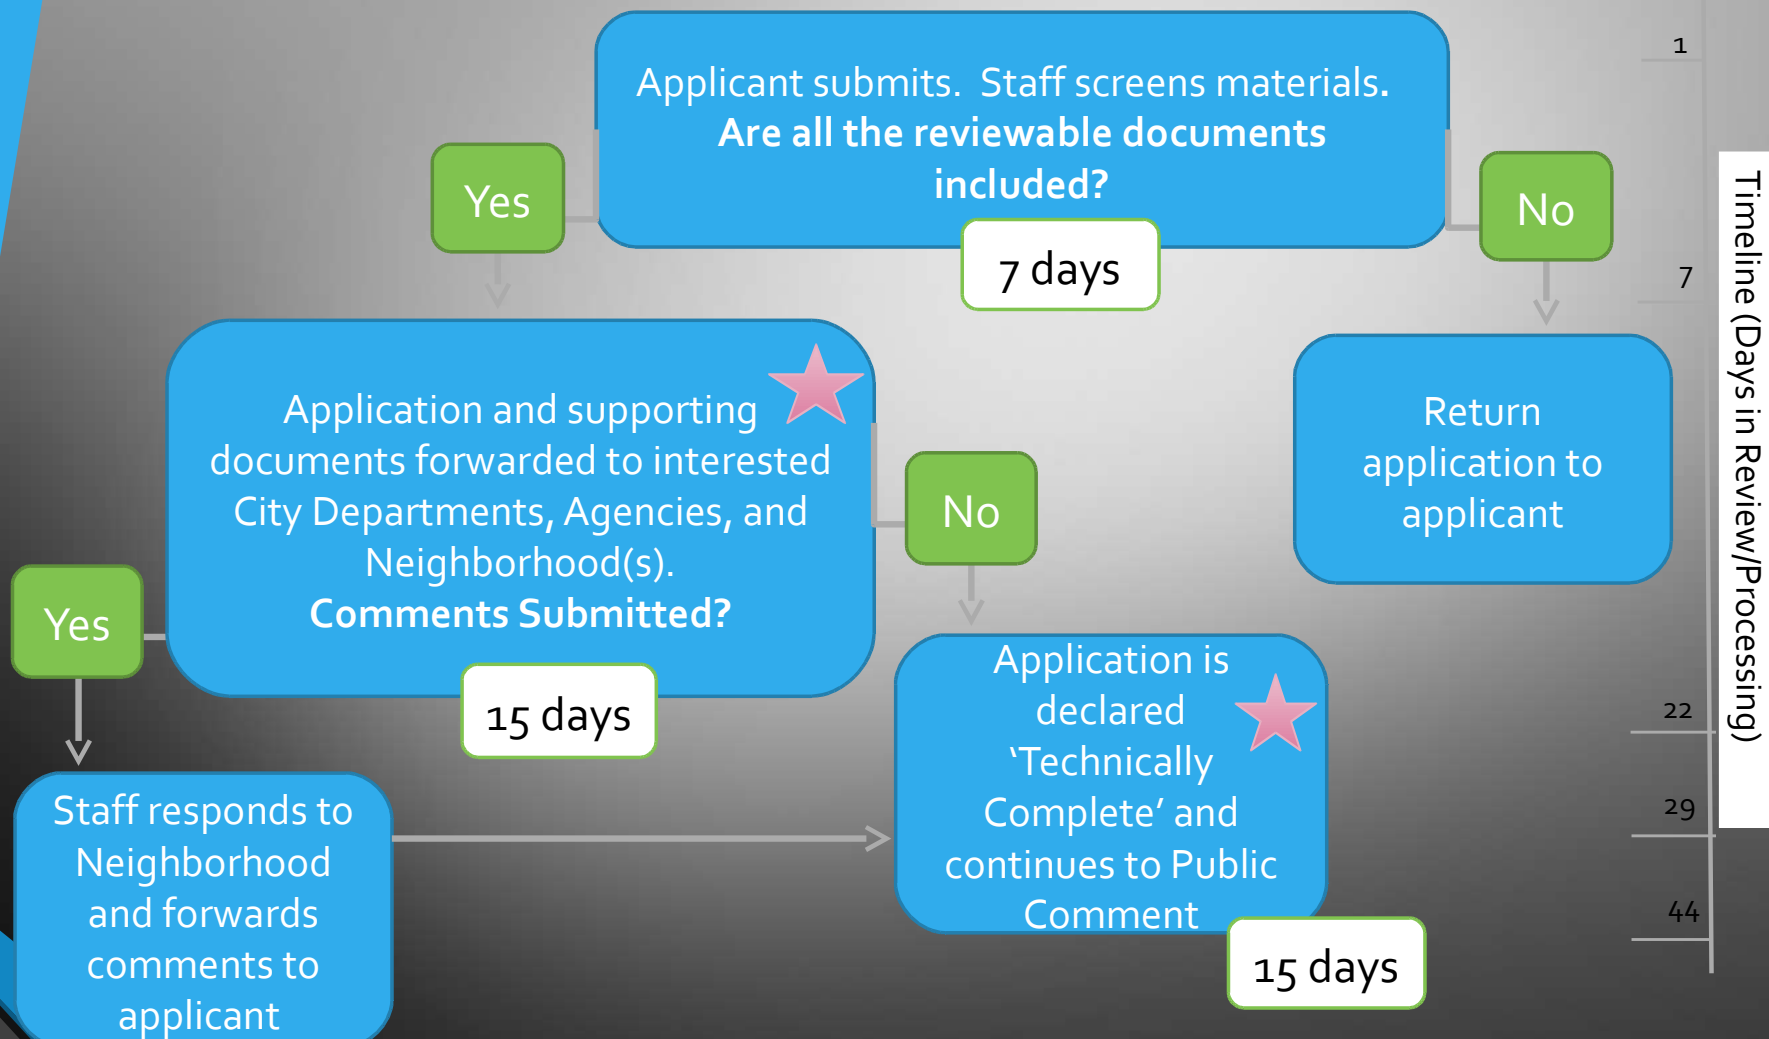 Applicant submits.  Staff screens materials.
Are all the reviewable documents
included?
Yes
No
7 days
Application and supporting
documents forwarded to interested
City Departments, Agencies, and
Neighborhood(s).
Comments Submitted?
Return
application to
applicant
No
Yes
15 days
Application is
declared
‘Technically
Complete’ and
continues to Public
Comment
15 days
Staff responds to
Neighborhood
and forwards
comments to
applicant
1
7
22
29
44
Timeline (Days in Review/Processing)